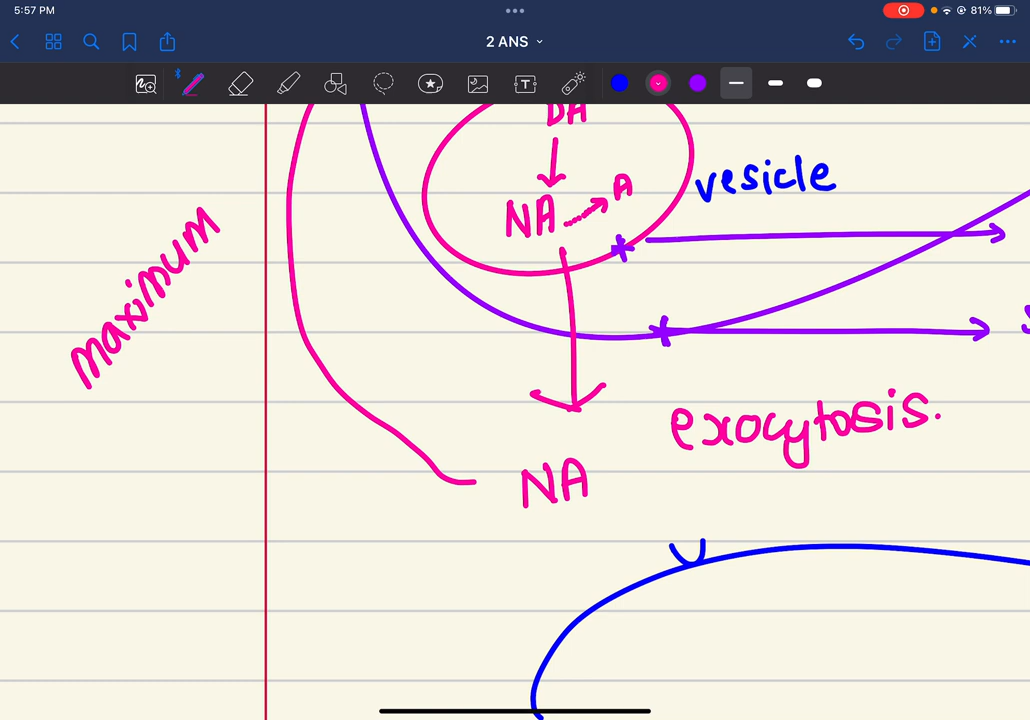 5:57 PM
81%
2 ANS
DA
vesicle
A
NA
maximum
exocytosis.
NA